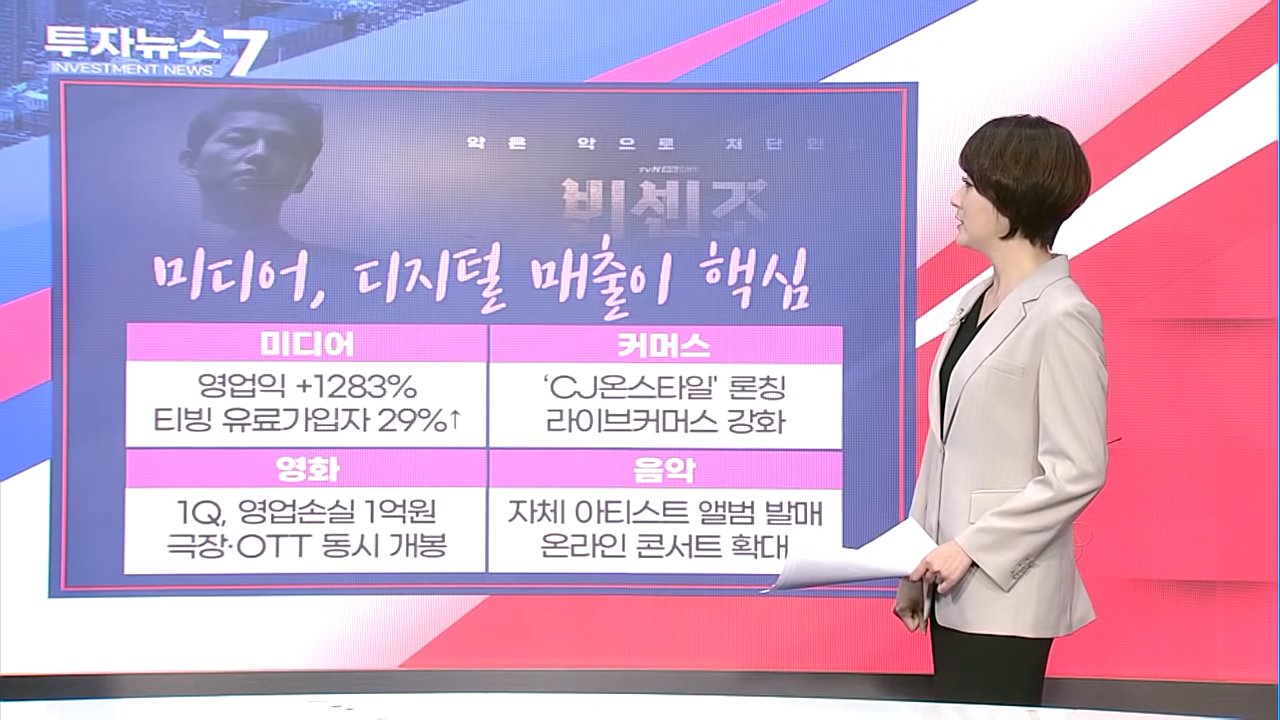 투자뉴스 7
INVESTMENT NEWS
악은 악으로 처단한다
tvN
빈센조
미디어, 디지털 매출이 핵심
미디어
커머스
영업익 +1283%
티빙 유료가입자 29%↑
'CJ온스타일' 론칭
라이브커머스 강화
영화
음악
1Q, 영업손실 1억원
극장·OTT 동시 개봉
자체 아티스트 앨범 발매
온라인 콘서트 확대